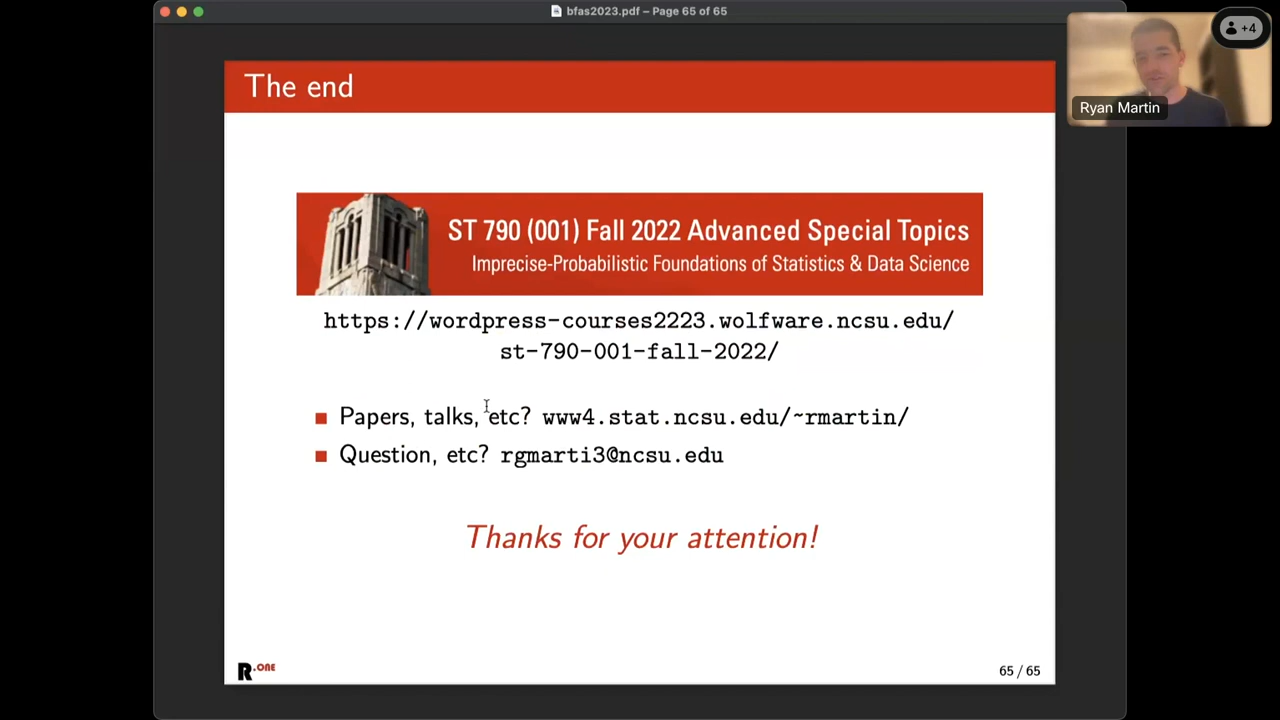 bfas2023.pdf – Page 65 of 65
+4
Ryan Martin
The end
ST 790 (001) Fall 2022 Advanced Special Topics
Imprecise-Probabilistic Foundations of Statistics & Data Science
https://wordpress-courses2223.wolfware.ncsu.edu/
st-790-001-fall-2022/
Papers, talks, etc? www4.stat.ncsu.edu/~rmartin/
Question, etc? rgmarti3@ncsu.edu
Thanks for your attention!
R.ONE
65 / 65